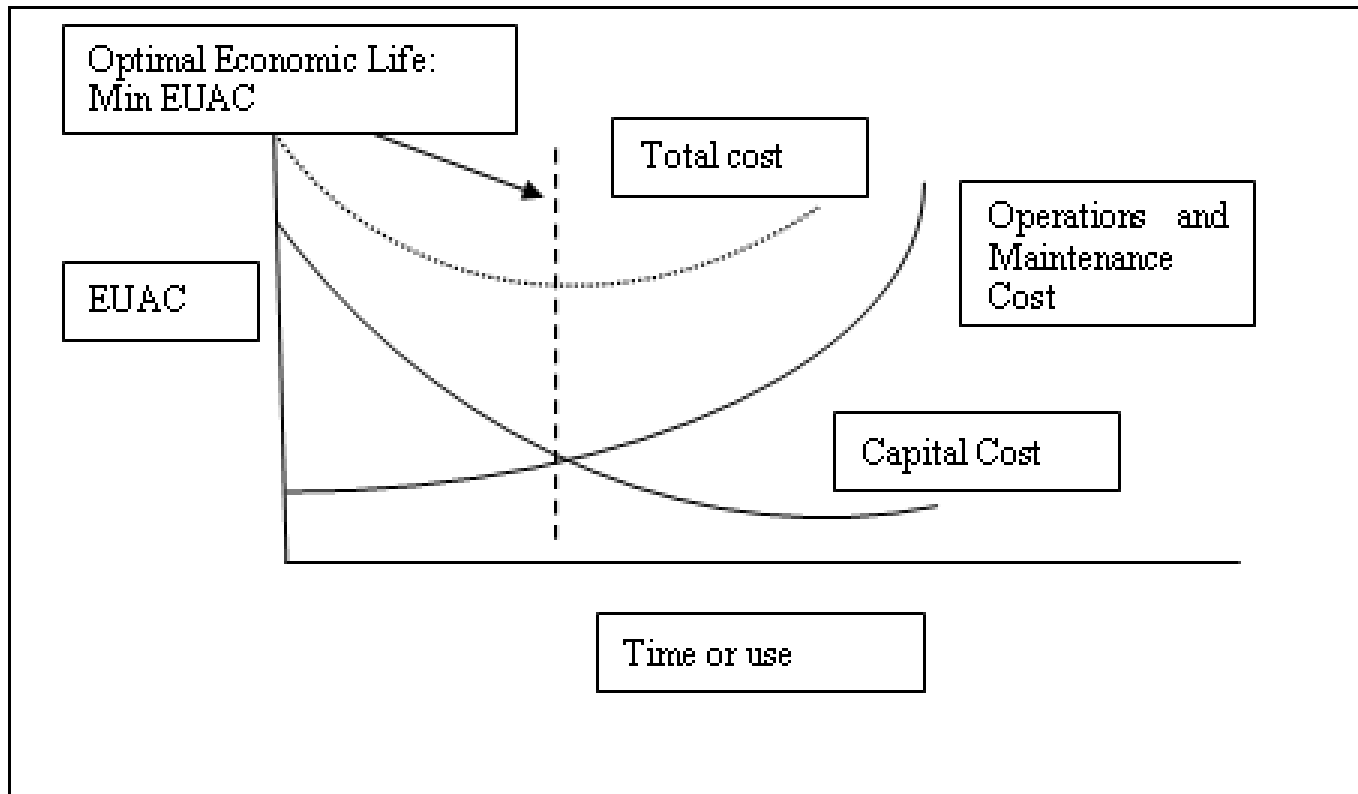 Optimal Economic Life:
Min EUAC
Total cost
Operations and
Maintenance
Cost
EUAC
Capital Cost
Time or use